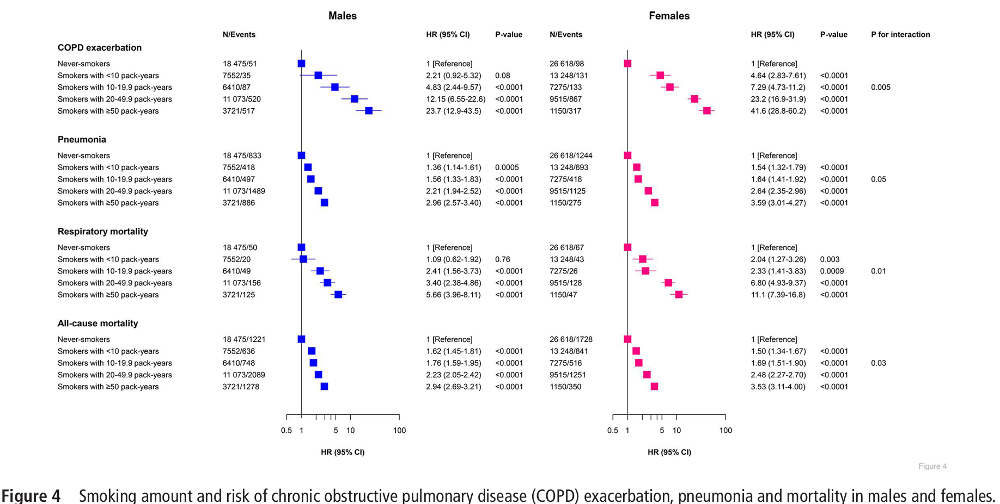 Males Females
N/Events HR (95% CI) P-value N/Events HR (95% CI) P-value P for interaction
COPD exacerbation
Never-smokers 18 475/51 1 [Reference] 26 618/98 1 [Reference]
Smokers with <10 pack-years 7552/35 2.21 (0.92-5.32) 0.08 13 248/131 4.64 (2.83-7.61) <0.0001
Smokers with 10-19.9 pack-years 6410/87 4.83 (2.44-9.57) <0.0001 7275/133 7.29 (4.73-11.2) <0.0001 0.005
Smokers with 20-49.9 pack-years 11 073/520 12.15 (6.55-22.6) <0.0001 9515/867 23.2 (16.9-31.9) <0.0001
Smokers with ≥50 pack-years 3721/517 23.7 (12.9-43.5) <0.0001 1150/317 41.6 (28.8-60.2) <0.0001
Pneumonia
Never-smokers 18 475/833 1 [Reference] 26 618/1244 1 [Reference]
Smokers with <10 pack-years 7552/418 1.36 (1.14-1.61) 0.0005 13 248/693 1.54 (1.32-1.79) <0.0001
Smokers with 10-19.9 pack-years 6410/497 1.56 (1.33-1.83) <0.0001 7275/418 1.64 (1.41-1.92) <0.0001 0.05
Smokers with 20-49.9 pack-years 11 073/1489 2.21 (1.94-2.52) <0.0001 9515/1125 2.64 (2.35-2.96) <0.0001
Smokers with ≥50 pack-years 3721/886 2.96 (2.57-3.40) <0.0001 1150/275 3.59 (3.01-4.27) <0.0001
Respiratory mortality
Never-smokers 18 475/50 1 [Reference] 26 618/67 1 [Reference]
Smokers with <10 pack-years 7552/20 1.09 (0.62-1.92) 0.76 13 248/43 2.04 (1.27-3.26) 0.003
Smokers with 10-19.9 pack-years 6410/49 2.41 (1.56-3.73) <0.0001 7275/26 2.33 (1.41-3.83) 0.0009 0.01
Smokers with 20-49.9 pack-years 11 073/156 3.40 (2.38-4.86) <0.0001 9515/128 6.80 (4.93-9.37) <0.0001
Smokers with ≥50 pack-years 3721/125 5.66 (3.96-8.11) <0.0001 1150/47 11.1 (7.39-16.8) <0.0001
All-cause mortality
Never-smokers 18 475/1221 1 [Reference] 26 618/1728 1 [Reference]
Smokers with <10 pack-years 7552/636 1.62 (1.45-1.81) <0.0001 13 248/841 1.50 (1.34-1.67) <0.0001
Smokers with 10-19.9 pack-years 6410/748 1.76 (1.59-1.95) <0.0001 7275/516 1.69 (1.51-1.90) <0.0001 0.03
Smokers with 20-49.9 pack-years 11 073/2089 2.23 (2.05-2.42) <0.0001 9515/1251 2.48 (2.27-2.70) <0.0001
Smokers with ≥50 pack-years 3721/1278 2.94 (2.69-3.21) <0.0001 1150/350 3.53 (3.11-4.00) <0.0001
0.5 1 5 10 100 0.5 1 5 10 100
HR (95% CI) HR (95% CI)
Figure 4
Figure 4 Smoking amount and risk of chronic obstructive pulmonary disease (COPD) exacerbation, pneumonia and mortality in males and females.